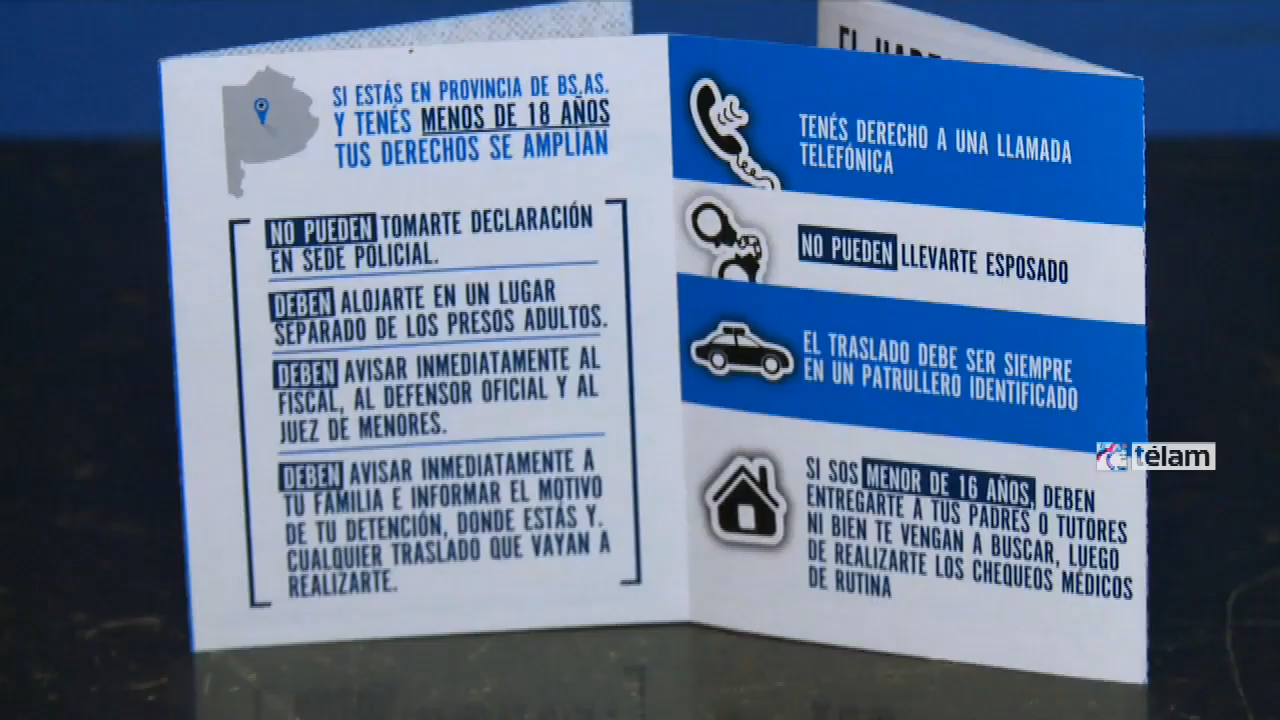 SI ESTÁS EN PROVINCIA DE BS.AS.
Y TENÉS MENOS DE 18 AÑOS
TUS DERECHOS SE AMPLÍAN
NO PUEDEN TOMARTE DECLARACIÓN
EN SEDE POLICIAL.
DEBEN ALOJARTE EN UN LUGAR
SEPARADO DE LOS PRESOS ADULTOS.
DEBEN AVISAR INMEDIATAMENTE AL
FISCAL, AL DEFENSOR OFICIAL Y AL
JUEZ DE MENORES.
DEBEN AVISAR INMEDIATAMENTE A
TU FAMILIA E INFORMAR EL MOTIVO
DE TU DETENCIÓN, DONDE ESTÁS Y.
CUALQUIER TRASLADO QUE VAYAN A
REALIZARTE.
TENÉS DERECHO A UNA LLAMADA
TELEFÓNICA
NO PUEDEN LLEVARTE ESPOSADO
EL TRASLADO DEBE SER SIEMPRE
EN UN PATRULLERO IDENTIFICADO
SI SOS MENOR DE 16 AÑOS, DEBEN
ENTREGARTE A TUS PADRES O TUTORES
NI BIEN TE VENGAN A BUSCAR, LUEGO
DE REALIZARTE LOS CHEQUEOS MÉDICOS
DE RUTINA
télam